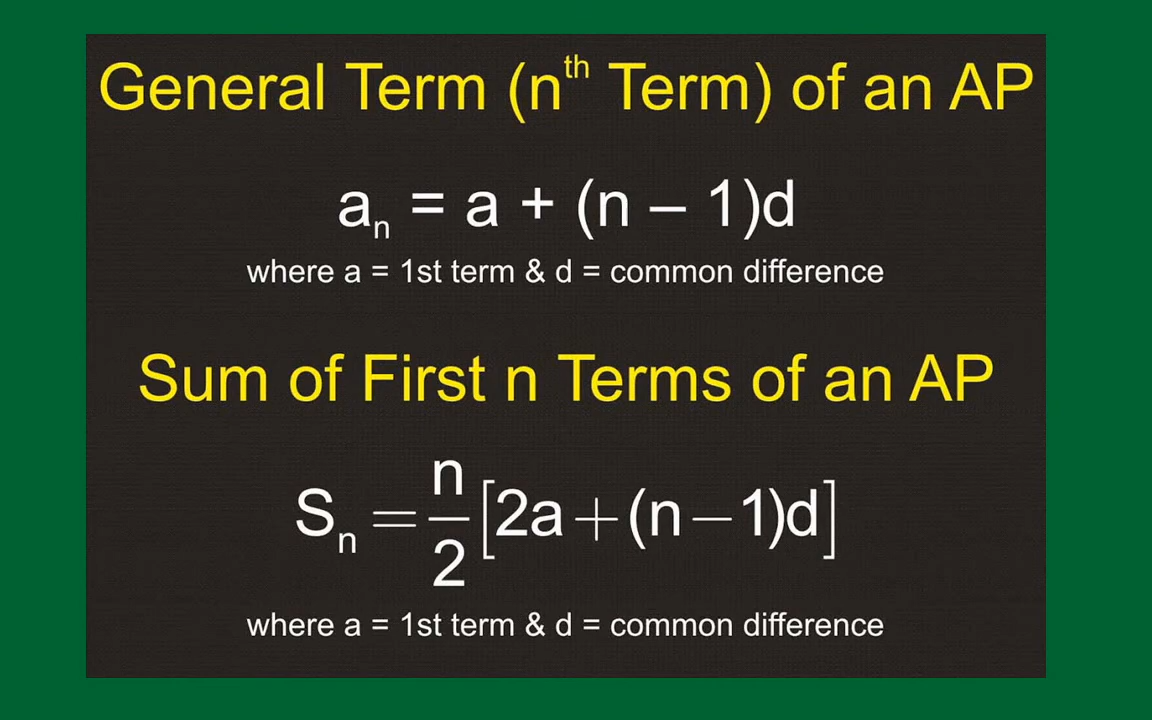 General Term (nth Term) of an AP
an = a + (n – 1)d
where a = 1st term & d = common difference
Sum of First n Terms of an AP
Sn = n/2 [2a + (n − 1)d]
where a = 1st term & d = common difference